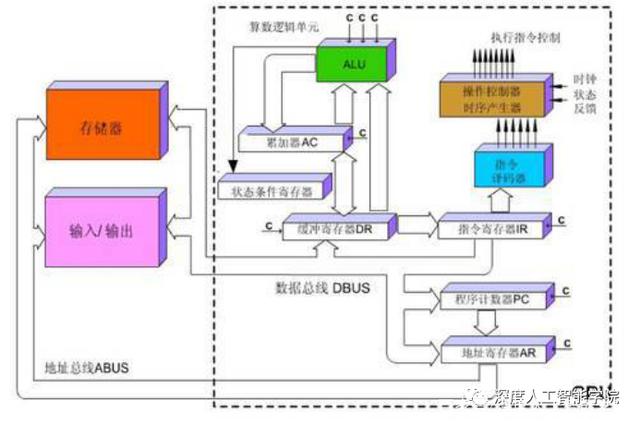 算数逻辑单元
C C C
执行指令控制
ALU
操作控制器
时序产生器
时钟
状态
反馈
存储器
累加器AC
C
指令
译码器
状态条件寄存器
输入/输出
C
缓冲寄存器DR
指令寄存器IR
C
数据总线 DBUS
程序计数器PC
C
地址寄存器AR
C
地址总线ABUS
CPU
深度人工智能学院